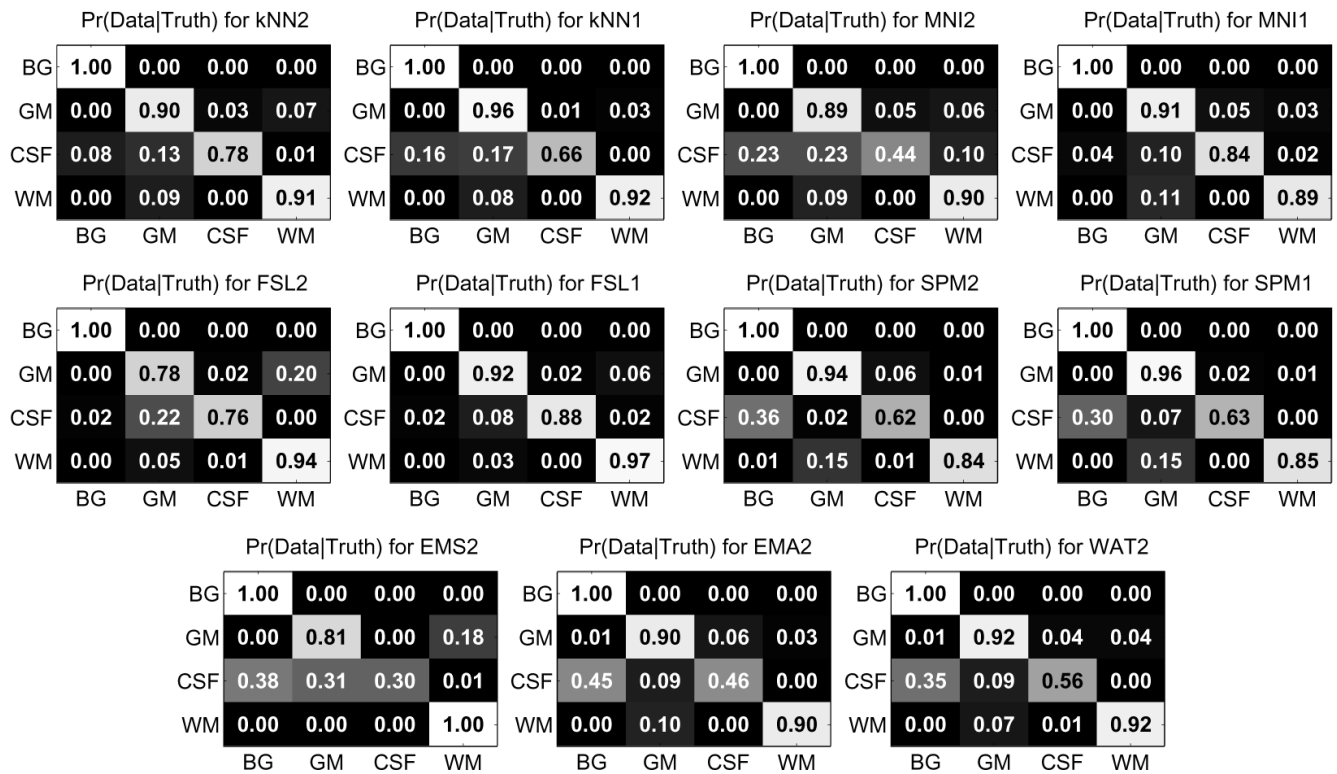 Pr(Data|Truth) for kNN2 Pr(Data|Truth) for kNN1 Pr(Data|Truth) for MNI2 Pr(Data|Truth) for MNI1
BG 1.00 0.00 0.00 0.00 BG 1.00 0.00 0.00 0.00 BG 1.00 0.00 0.00 0.00 BG 1.00 0.00 0.00 0.00
GM 0.00 0.90 0.03 0.07 GM 0.00 0.96 0.01 0.03 GM 0.00 0.89 0.05 0.06 GM 0.00 0.91 0.05 0.03
CSF 0.08 0.13 0.78 0.01 CSF 0.16 0.17 0.66 0.00 CSF 0.23 0.23 0.44 0.10 CSF 0.04 0.10 0.84 0.02
WM 0.00 0.09 0.00 0.91 WM 0.00 0.08 0.00 0.92 WM 0.00 0.09 0.00 0.90 WM 0.00 0.11 0.00 0.89
BG GM CSF WM BG GM CSF WM BG GM CSF WM BG GM CSF WM
Pr(Data|Truth) for FSL2 Pr(Data|Truth) for FSL1 Pr(Data|Truth) for SPM2 Pr(Data|Truth) for SPM1
BG 1.00 0.00 0.00 0.00 BG 1.00 0.00 0.00 0.00 BG 1.00 0.00 0.00 0.00 BG 1.00 0.00 0.00 0.00
GM 0.00 0.78 0.02 0.20 GM 0.00 0.92 0.02 0.06 GM 0.00 0.94 0.06 0.01 GM 0.00 0.96 0.02 0.01
CSF 0.02 0.22 0.76 0.00 CSF 0.02 0.08 0.88 0.02 CSF 0.36 0.02 0.62 0.00 CSF 0.30 0.07 0.63 0.00
WM 0.00 0.05 0.01 0.94 WM 0.00 0.03 0.00 0.97 WM 0.01 0.15 0.01 0.84 WM 0.00 0.15 0.00 0.85
BG GM CSF WM BG GM CSF WM BG GM CSF WM BG GM CSF WM
Pr(Data|Truth) for EMS2 Pr(Data|Truth) for EMA2 Pr(Data|Truth) for WAT2
BG 1.00 0.00 0.00 0.00 BG 1.00 0.00 0.00 0.00 BG 1.00 0.00 0.00 0.00
GM 0.00 0.81 0.00 0.18 GM 0.01 0.90 0.06 0.03 GM 0.01 0.92 0.04 0.04
CSF 0.38 0.31 0.30 0.01 CSF 0.45 0.09 0.46 0.00 CSF 0.35 0.09 0.56 0.00
WM 0.00 0.00 0.00 1.00 WM 0.00 0.10 0.00 0.90 WM 0.00 0.07 0.01 0.92
BG GM CSF WM BG GM CSF WM BG GM CSF WM